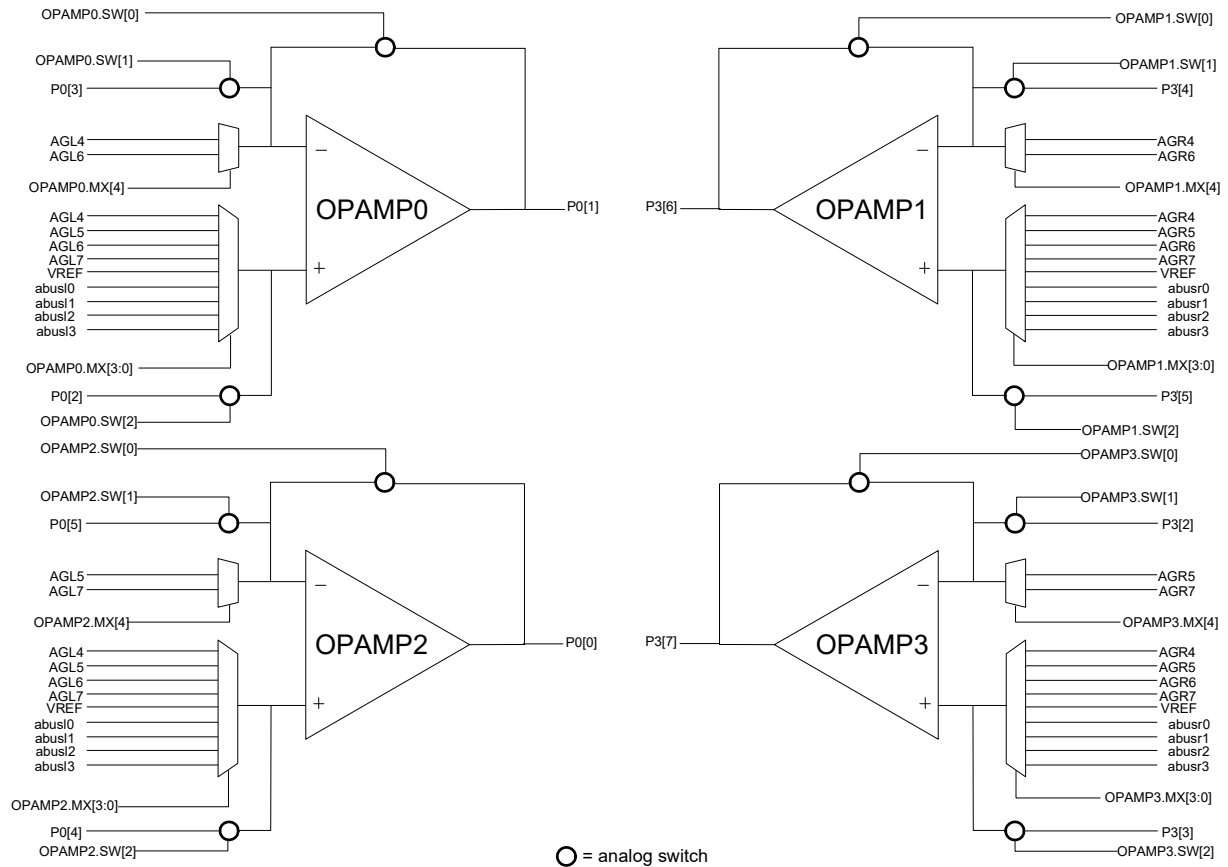 OPAMP0.SW[0]
OPAMP0.SW[1]
P0[3]
AGL4
AGL6
OPAMP0.MX[4]
AGL4
AGL5
AGL6
AGL7
VREF
abusl0
abusl1
abusl2
abusl3
OPAMP0.MX[3:0]
P0[2]
OPAMP0.SW[2]
−
OPAMP0
+
P0[1]
OPAMP1.SW[0]
OPAMP1.SW[1]
P3[4]
AGR4
AGR6
OPAMP1.MX[4]
AGR4
AGR5
AGR6
AGR7
VREF
abusr0
abusr1
abusr2
abusr3
OPAMP1.MX[3:0]
P3[5]
OPAMP1.SW[2]
−
OPAMP1
+
P3[6]
OPAMP2.SW[0]
OPAMP2.SW[1]
P0[5]
AGL5
AGL7
OPAMP2.MX[4]
AGL4
AGL5
AGL6
AGL7
VREF
abusl0
abusl1
abusl2
abusl3
OPAMP2.MX[3:0]
P0[4]
OPAMP2.SW[2]
−
OPAMP2
+
P0[0]
OPAMP3.SW[0]
OPAMP3.SW[1]
P3[2]
AGR5
AGR7
OPAMP3.MX[4]
AGR4
AGR5
AGR6
AGR7
VREF
abusr0
abusr1
abusr2
abusr3
OPAMP3.MX[3:0]
P3[3]
OPAMP3.SW[2]
−
OPAMP3
+
P3[7]
= analog switch